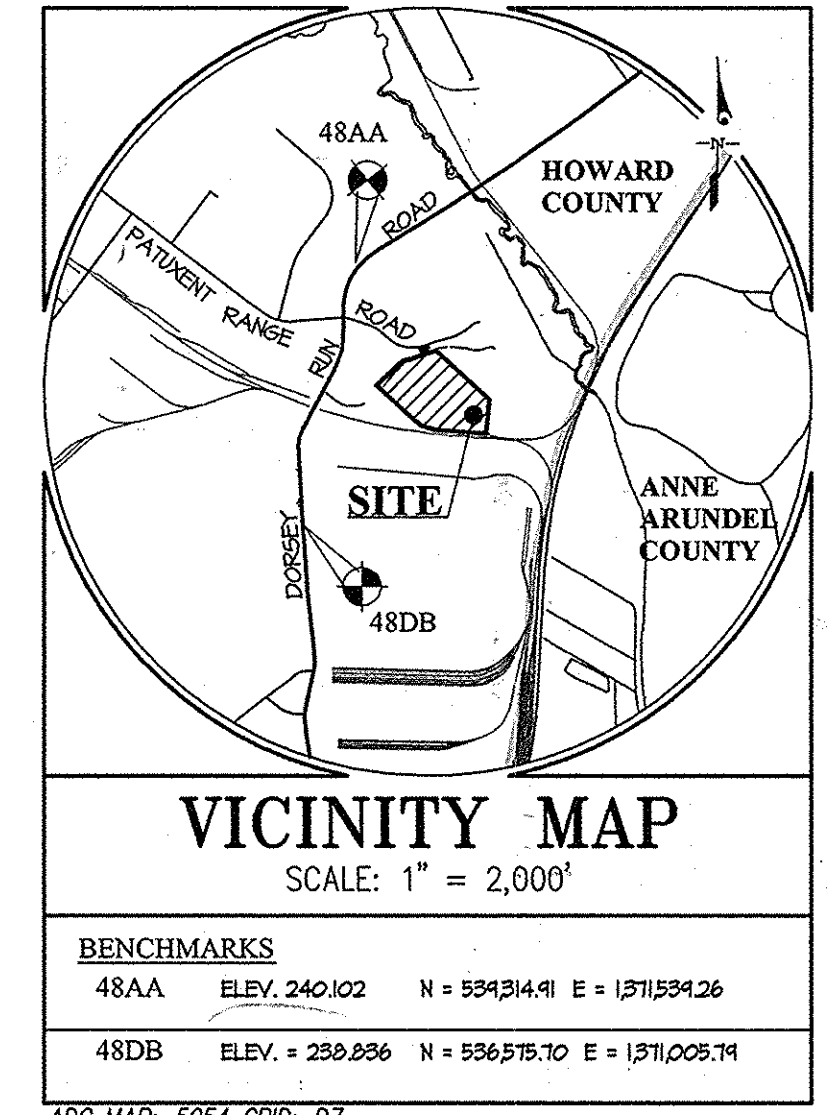 48AA
ROAD
HOWARD
COUNTY
N
PATUXENT RANGE
ROAD
RUN
SITE
ANNE
ARUNDEL
COUNTY
DORSEY
48DB
VICINITY MAP
SCALE: 1" = 2,000'
BENCHMARKS
48AA ELEV. 240.102 N = 539,314.91 E = 1,371,539.26
48DB ELEV. = 238.836 N = 536,575.70 E = 1,371,005.79